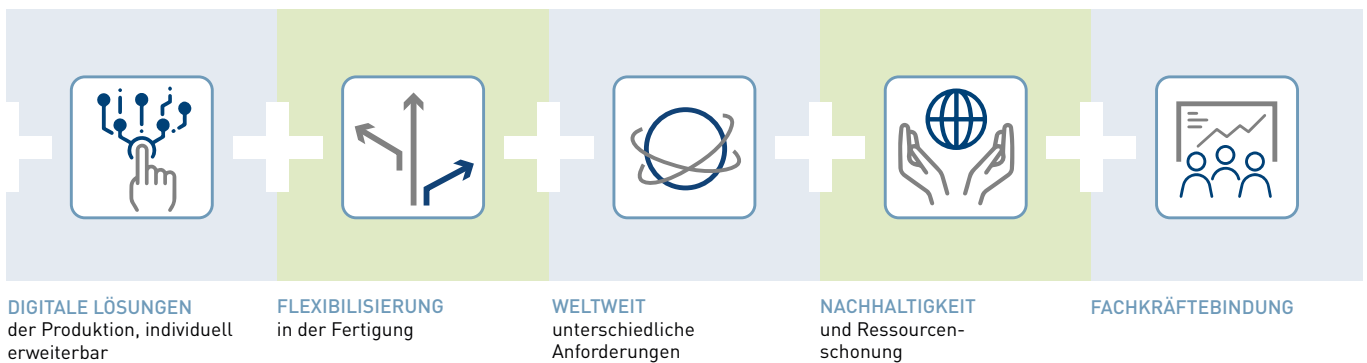 DIGITALE LÖSUNGEN
der Produktion, individuell
erweiterbar
FLEXIBILISIERUNG
in der Fertigung
WELTWEIT
unterschiedliche
Anforderungen
NACHHALTIGKEIT
und Ressourcen-
schonung
FACHKRÄFTEBINDUNG